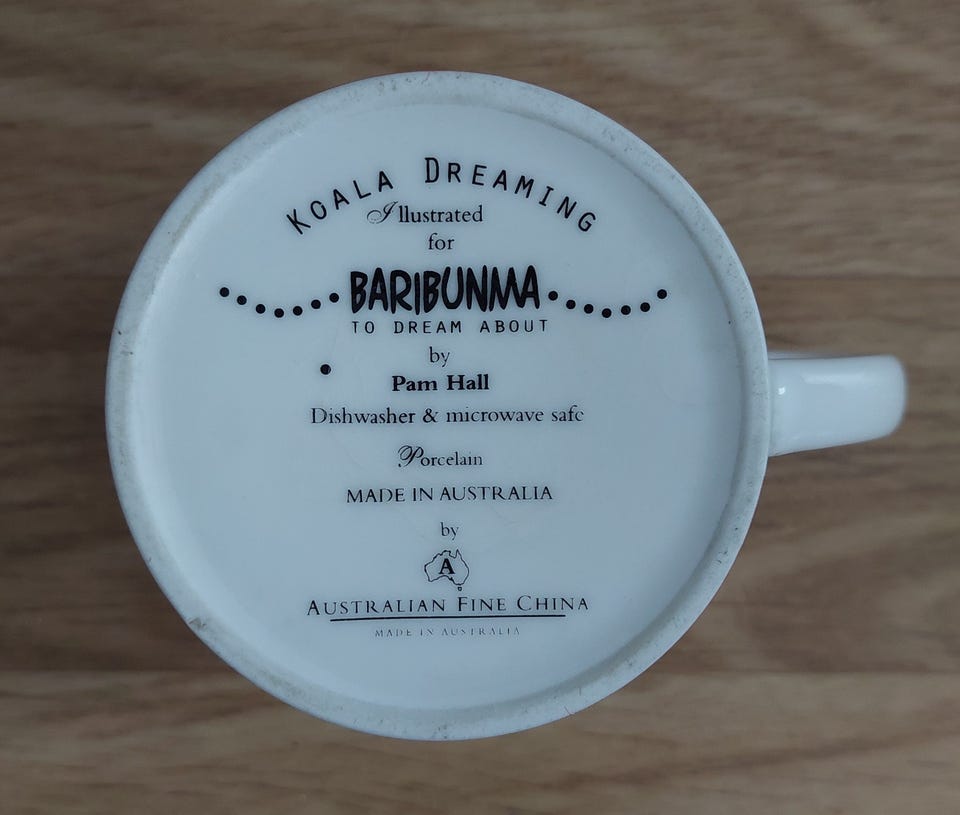 KOALA DREAMING
Illustrated
for
BARIBUNMA
TO DREAM ABOUT
by
Pam Hall
Dishwasher & microwave safe
Porcelain
MADE IN AUSTRALIA
by
A
AUSTRALIAN FINE CHINA
MADE IN AUSTRALIA